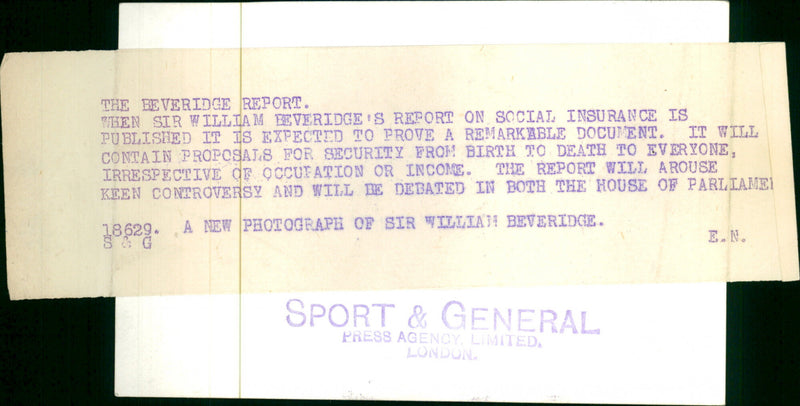 THE BEVERIDGE REPORT.
WHEN SIR WILLIAM BEVERIDGE'S REPORT ON SOCIAL INSURANCE IS
PUBLISHED IT IS EXPECTED TO PROVE A REMARKABLE DOCUMENT. IT WILL
CONTAIN PROPOSALS FOR SECURITY FROM BIRTH TO DEATH TO EVERYONE,
IRRESPECTIVE OF OCCUPATION OR INCOME. THE REPORT WILL AROUSE
KEEN CONTROVERSY AND WILL BE DEBATED IN BOTH THE HOUSE OF PARLIAMEN
18629. A NEW PHOTOGRAPH OF SIR WILLIAM BEVERIDGE.
S & G E.N.
SPORT & GENERAL
PRESS AGENCY, LIMITED,
LONDON.